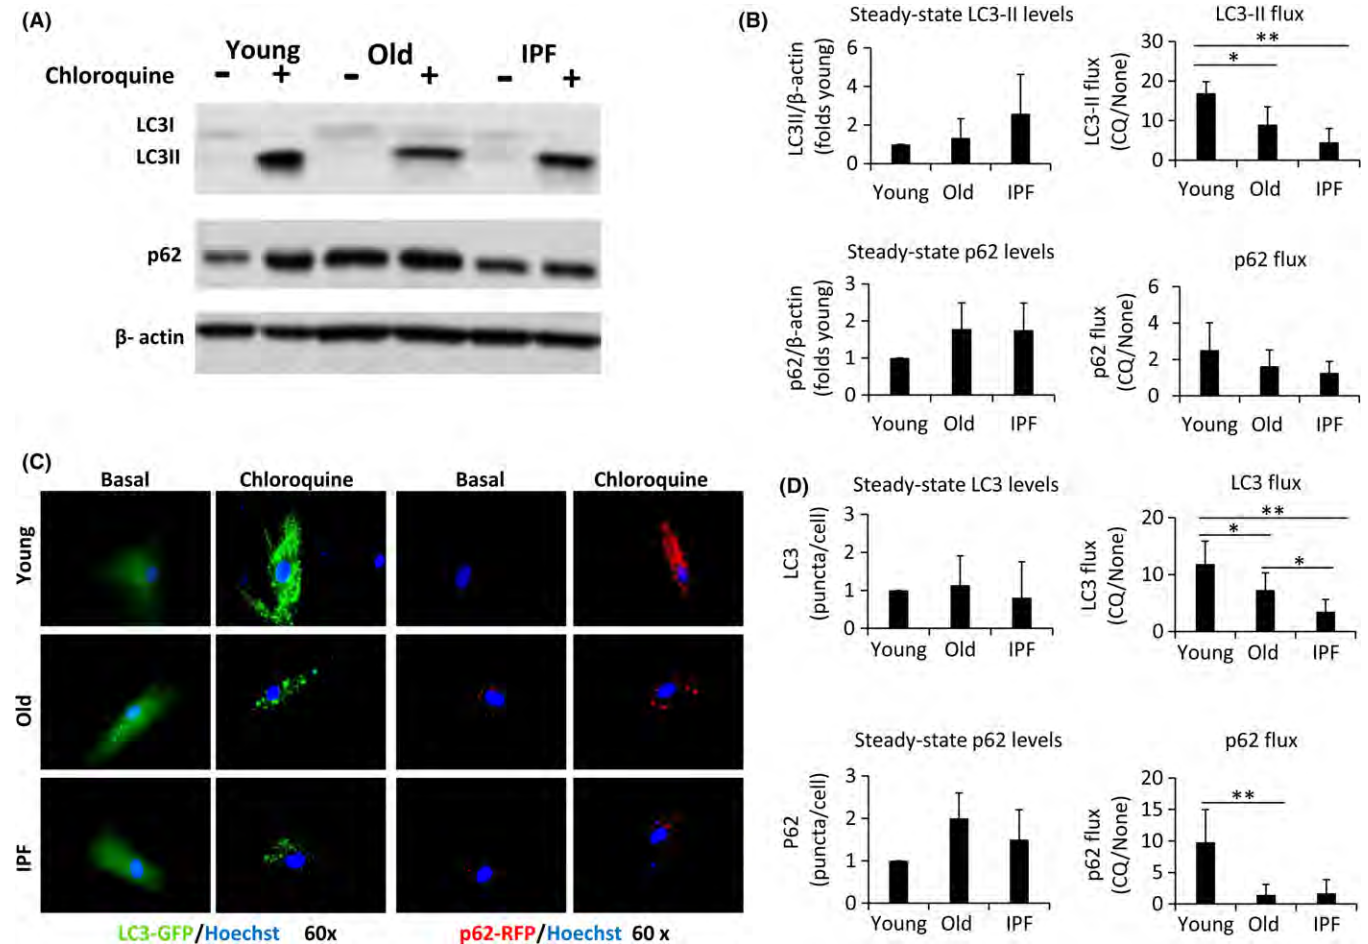 (A)
Young Old IPF
Chloroquine - + - + - +
LC3I
LC3II
p62
β- actin
(B)
Steady-state LC3-II levels
LC3II/β-actin
(folds young)
6
4
2
0
Young Old IPF
LC3-II flux
LC3-II flux
(CQ/None)
30
20
10
0
**
*
Young Old IPF
Steady-state p62 levels
p62/β-actin
(folds young)
3
2
1
0
Young Old IPF
p62 flux
p62 flux
(CQ/None)
6
4
2
0
Young Old IPF
(C)
Basal Chloroquine Basal Chloroquine
Young
Old
IPF
LC3-GFP/Hoechst 60x
p62-RFP/Hoechst 60 x
(D)
Steady-state LC3 levels
LC3
(puncta/cell)
3
2
1
0
Young Old IPF
LC3 flux
LC3 flux
(CQ/None)
20
10
0
**
*
*
Young Old IPF
Steady-state p62 levels
P62
(puncta/cell)
3
2
1
0
Young Old IPF
p62 flux
p62 flux
(CQ/None)
20
15
10
5
0
**
Young Old IPF